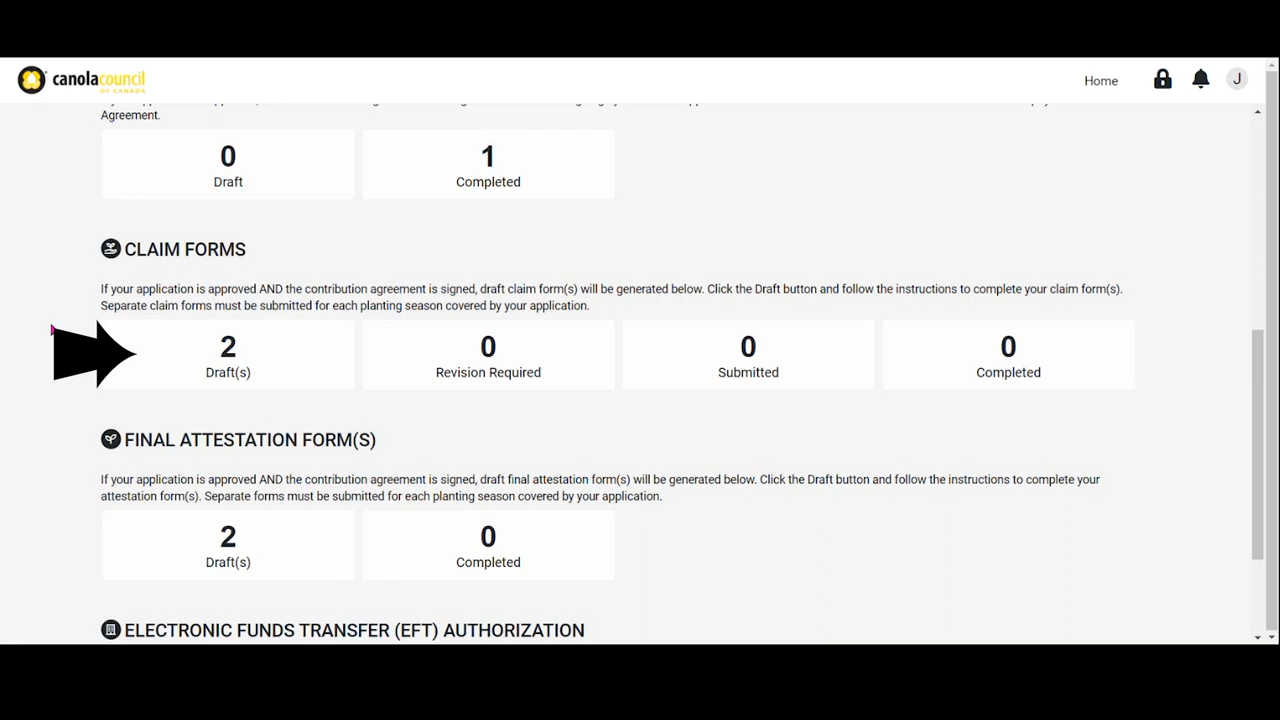 canolacouncil
OF CANADA
Home
J
Agreement.
0
Draft
1
Completed
CLAIM FORMS
If your application is approved AND the contribution agreement is signed, draft claim form(s) will be generated below. Click the Draft button and follow the instructions to complete your claim form(s).
Separate claim forms must be submitted for each planting season covered by your application.
2
Draft(s)
0
Revision Required
0
Submitted
0
Completed
FINAL ATTESTATION FORM(S)
If your application is approved AND the contribution agreement is signed, draft final attestation form(s) will be generated below. Click the Draft button and follow the instructions to complete your
attestation form(s). Separate forms must be submitted for each planting season covered by your application.
2
Draft(s)
0
Completed
ELECTRONIC FUNDS TRANSFER (EFT) AUTHORIZATION